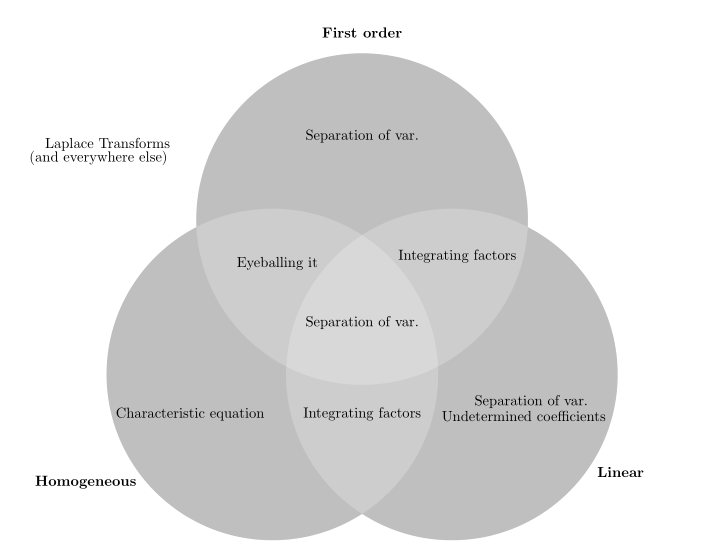 First order
Separation of var.
Laplace Transforms
(and everywhere else)
Eyeballing it
Integrating factors
Separation of var.
Characteristic equation
Integrating factors
Separation of var.
Undetermined coefficients
Homogeneous
Linear